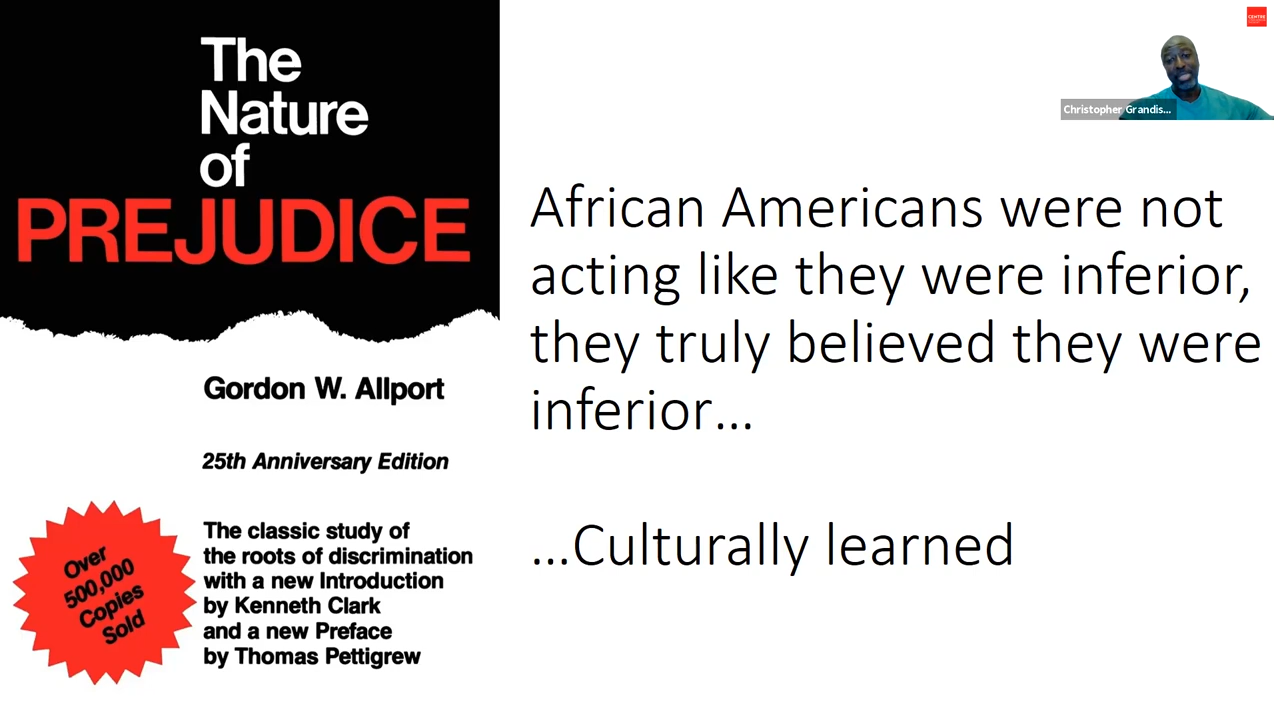 The
Nature
of
PREJUDICE
Gordon W. Allport
25th Anniversary Edition
The classic study of
the roots of discrimination
with a new Introduction
by Kenneth Clark
and a new Preface
by Thomas Pettigrew
Over
500,000
Copies
Sold
African Americans were not
acting like they were inferior,
they truly believed they were
inferior...
...Culturally learned
Christopher Grandis...
CENTRE